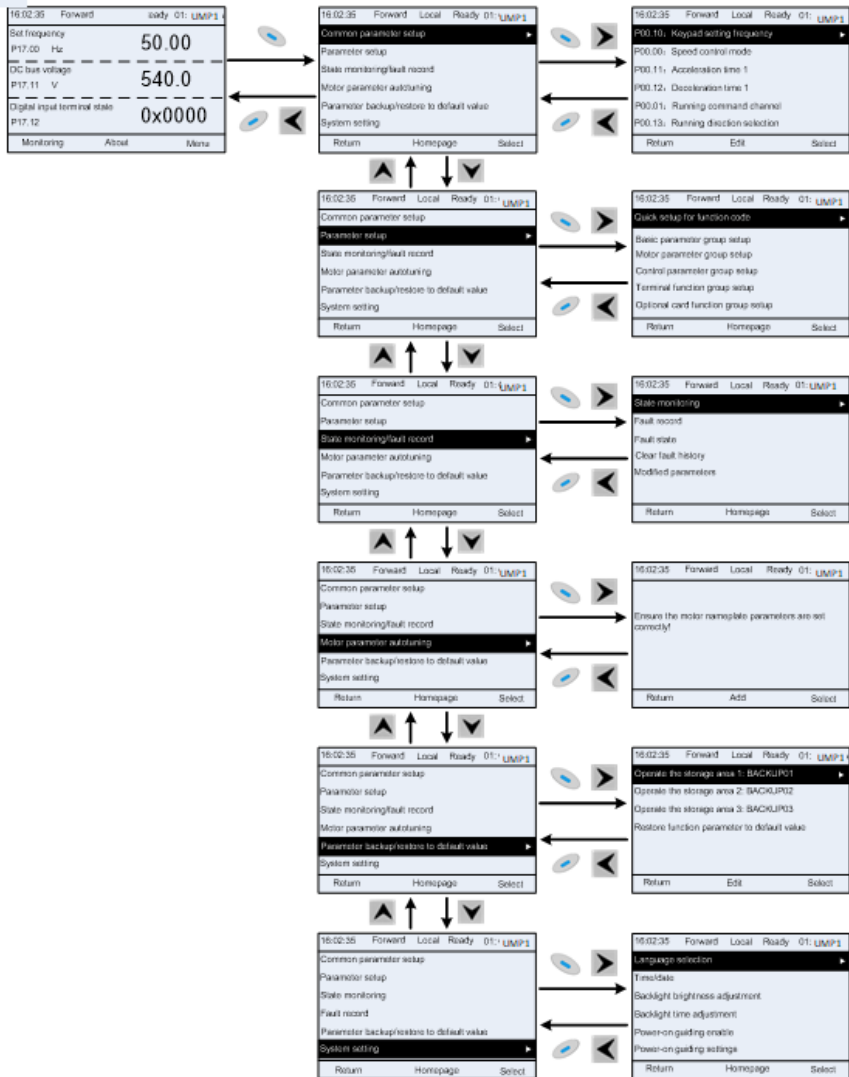 16:02:35 Forward eady 01: UMP1
Set frequency
P17.00 Hz 50.00
DC bus voltage
P17.11 V 540.0
Digital input terminal state
P17.12 0x0000
Monitoring About Menu
16:02:35 Forward Local Ready 01: UMP1
Common parameter setup
Parameter setup
State monitoring/fault record
Motor parameter autotuning
Parameter backup/restore to default value
System setting
Return Homepage Select
16:02:35 Forward Local Ready 01: UMP1
P00.10: Keypad setting frequency
P00.00: Speed control mode
P00.11: Acceleration time 1
P00.12: Deceleration time 1
P00.01: Running command channel
P00.13: Running direction selection
Return Edit Select
16:02:35 Forward Local Ready 01: UMP1
Common parameter setup
Parameter setup
State monitoring/fault record
Motor parameter autotuning
Parameter backup/restore to default value
System setting
Return Homepage Select
16:02:35 Forward Local Ready 01: UMP1
Quick setup for function code
Basic parameter group setup
Motor parameter group setup
Control parameter group setup
Terminal function group setup
Optional card function group setup
Return Homepage Select
16:02:35 Forward Local Ready 01: UMP1
Common parameter setup
Parameter setup
State monitoring/fault record
Motor parameter autotuning
Parameter backup/restore to default value
System setting
Return Homepage Select
16:02:35 Forward Local Ready 01: UMP1
State monitoring
Fault record
Fault state
Clear fault history
Modified parameters
Return Homepage Select
16:02:35 Forward Local Ready 01: UMP1
Common parameter setup
Parameter setup
State monitoring/fault record
Motor parameter autotuning
Parameter backup/restore to default value
System setting
Return Homepage Select
16:02:35 Forward Local Ready 01: UMP1
Ensure the motor nameplate parameters are set
correctly!
Return Add Select
16:02:35 Forward Local Ready 01: UMP1
Common parameter setup
Parameter setup
State monitoring/fault record
Motor parameter autotuning
Parameter backup/restore to default value
System setting
Return Homepage Select
16:02:35 Forward Local Ready 01: UMP1
Operate the storage area 1: BACKUP01
Operate the storage area 2: BACKUP02
Operate the storage area 3: BACKUP03
Restore function parameter to default value
Return Edit Select
16:02:35 Forward Local Ready 01: UMP1
Common parameter setup
Parameter setup
State monitoring
Fault record
Parameter backup/restore to default value
System setting
Return Homepage Select
16:02:35 Forward Local Ready 01: UMP1
Language selection
Time/date
Backlight brightness adjustment
Backlight time adjustment
Power-on guiding enable
Power-on guiding settings
Return Homepage Select